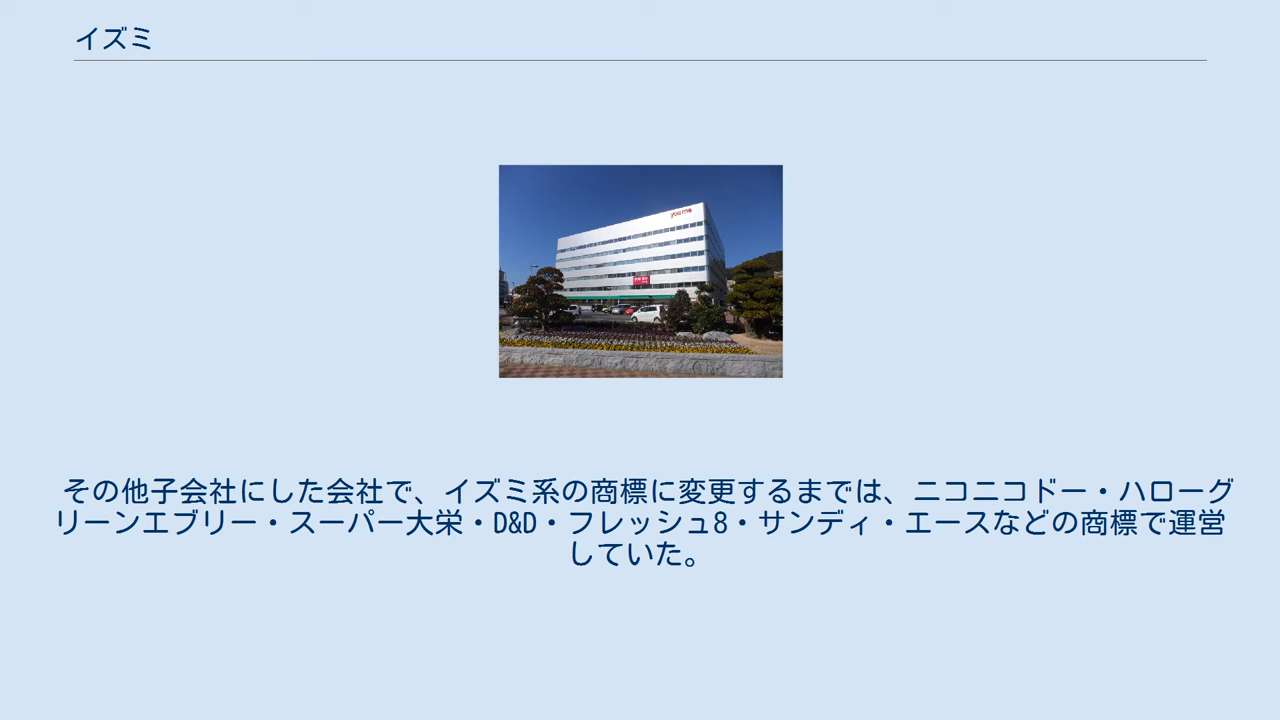 イズミ
you me
その他子会社にした会社で、イズミ系の商標に変更するまでは、ニコニコドー・ハローグ
リーンエブリー・スーパー大栄・D&D・フレッシュ8・サンディ・エースなどの商標で運営
していた。